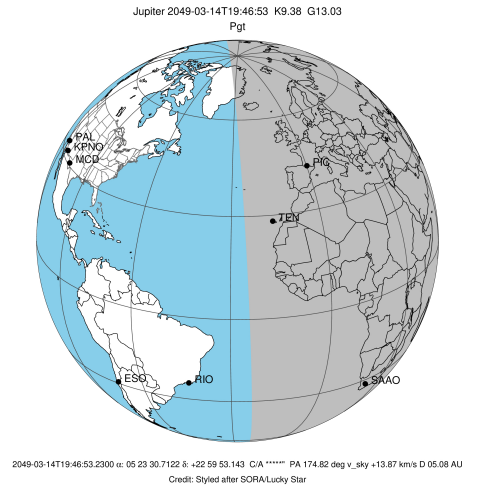 Jupiter 2049-03-14T19:46:53 K9.38 G13.03
Pgt
PAL
KPNO
MCD
PIC
TEN
ESO
RIO
SAAO
2049-03-14T19:46:53.2300 α: 05 23 30.7122 δ: +22 59 53.143 C/A *****" PA 174.82 deg v_sky +13.87 km/s D 05.08 AU
Credit: Styled after SORA/Lucky Star